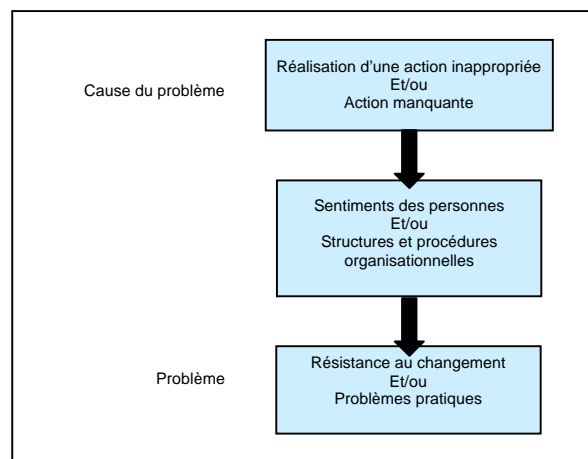 Réalisation d'une action inappropriée
Et/ou
Action manquante
Cause du problème
Sentiments des personnes
Et/ou
Structures et procédures
organisationnelles
Résistance au changement
Et/ou
Problèmes pratiques
Problème